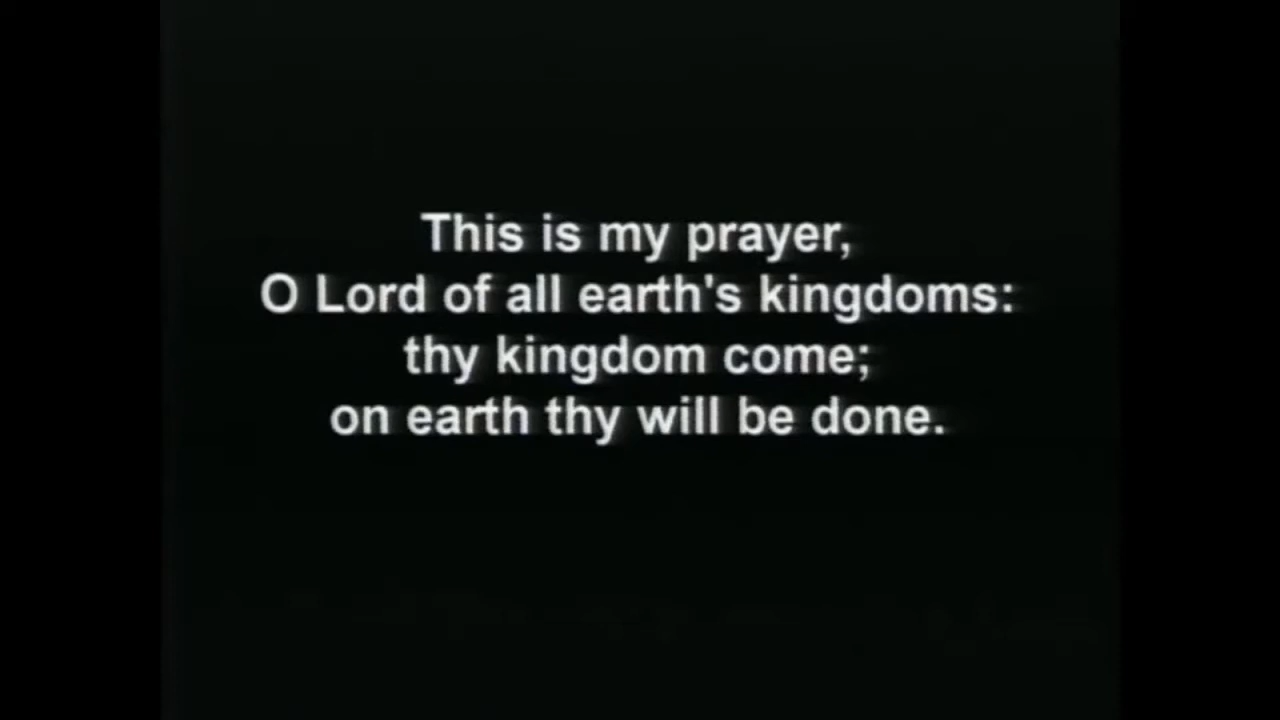 This is my prayer,
O Lord of all earth's kingdoms:
thy kingdom come;
on earth thy will be done.